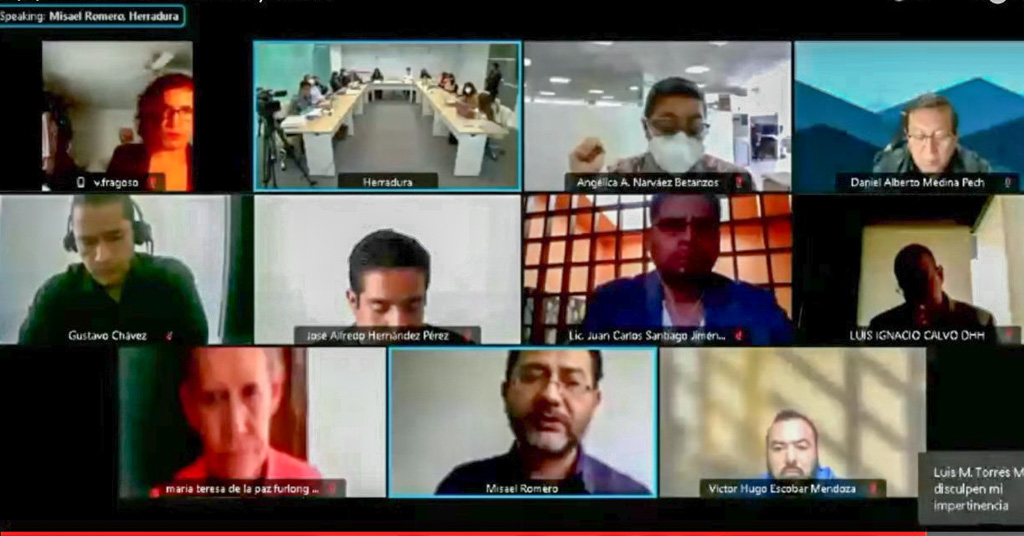 Speaking: Misael Romero, Herradura
v.fragoso
Herradura
Angélica A. Narváez Betanzos
Daniel Alberto Medina Pech
Gustavo Chávez
José Alfredo Hernández Pérez
Lic. Juan Carlos Santiago Jimén...
LUIS IGNACIO CALVO DHH
maria teresa de la paz furlong ...
Misael Romero
Victor Hugo Escobar Mendoza
Luis M. Torres M
disculpen mi
impertinencia